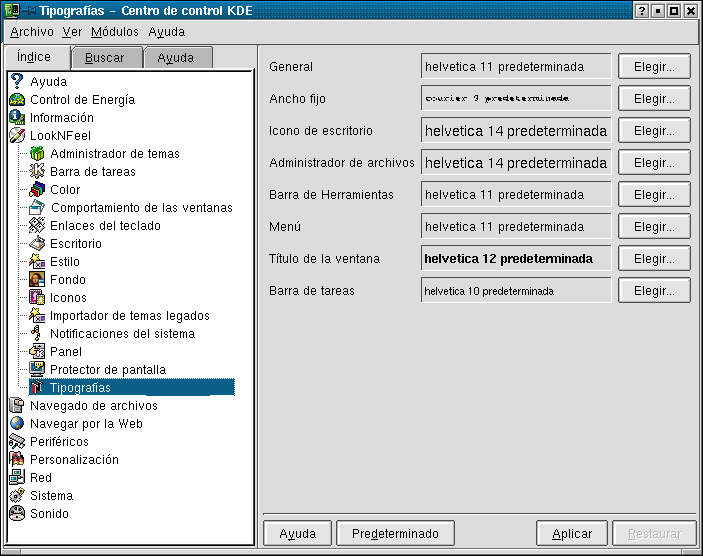 Tipografías - Centro de control KDE
Archivo Ver Módulos Ayuda
Índice Buscar Ayuda
Ayuda
Control de Energía
Información
LookNFeel
Administrador de temas
Barra de tareas
Color
Comportamiento de las ventanas
Enlaces del teclado
Escritorio
Estilo
Fondo
Iconos
Importador de temas legados
Notificaciones del sistema
Panel
Protector de pantalla
Tipografías
Navegado de archivos
Navegar por la Web
Periféricos
Personalización
Red
Sistema
Sonido
General helvetica 11 predeterminada Elegir...
Ancho fijo courier 9 predeterminada Elegir...
Icono de escritorio helvetica 14 predeterminada Elegir...
Administrador de archivos helvetica 14 predeterminada Elegir...
Barra de Herramientas helvetica 11 predeterminada Elegir...
Menú helvetica 11 predeterminada Elegir...
Título de la ventana helvetica 12 predeterminada Elegir...
Barra de tareas helvetica 10 predeterminada Elegir...
Ayuda Predeterminado Aplicar Restaurar